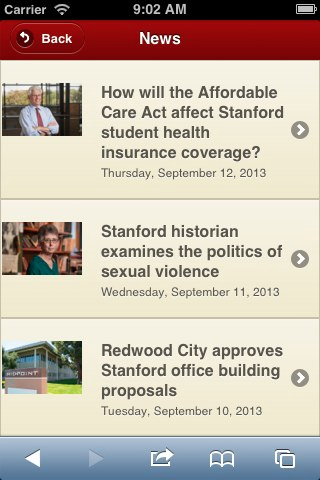 Carrier 9:02 AM
Back News
How will the Affordable
Care Act affect Stanford
student health
insurance coverage?
Thursday, September 12, 2013
Stanford historian
examines the politics of
sexual violence
Wednesday, September 11, 2013
Redwood City approves
Stanford office building
proposals
Tuesday, September 10, 2013